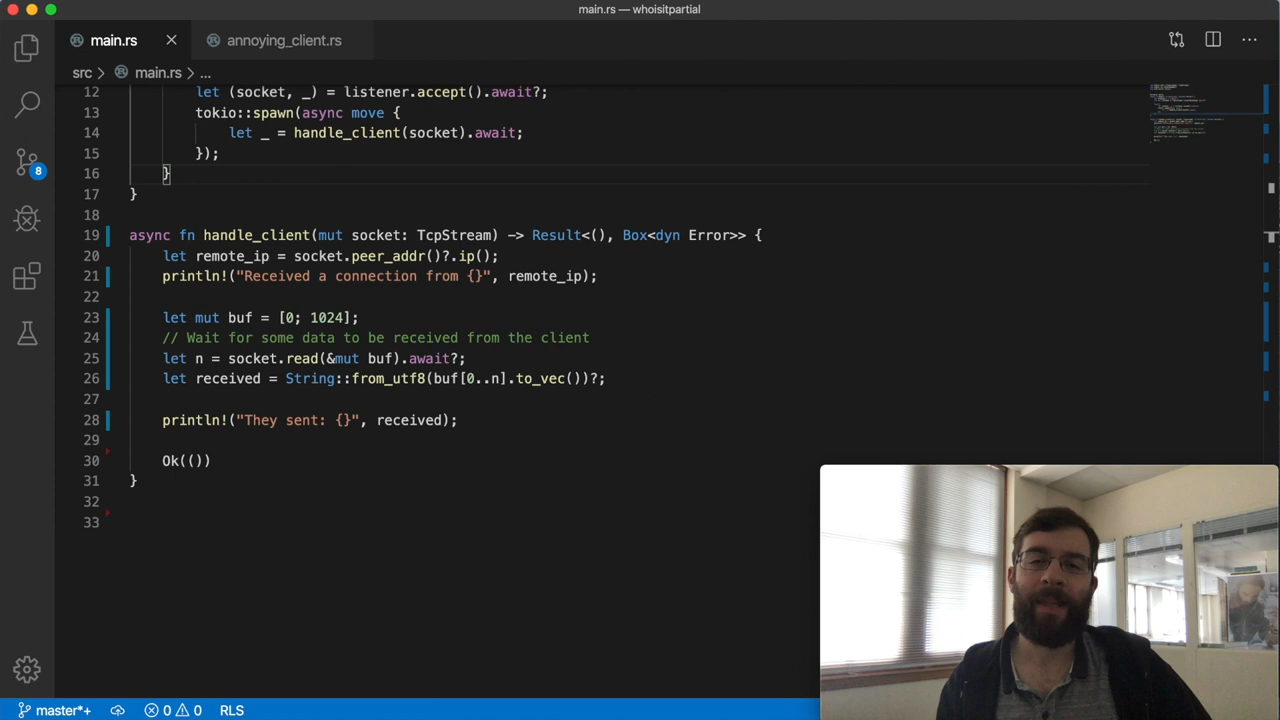 main.rs — whoisitpartial
main.rs
annoying_client.rs
src > main.rs > ...
12 let (socket, _) = listener.accept().await?;
13 tokio::spawn(async move {
14 let _ = handle_client(socket).await;
15 });
16 }
17 }
18
19 async fn handle_client(mut socket: TcpStream) -> Result<(), Box<dyn Error>> {
20 let remote_ip = socket.peer_addr()?.ip();
21 println!("Received a connection from {}", remote_ip);
22
23 let mut buf = [0; 1024];
24 // Wait for some data to be received from the client
25 let n = socket.read(&mut buf).await?;
26 let received = String::from_utf8(buf[0..n].to_vec())?;
27
28 println!("They sent: {}", received);
29
30 Ok(())
31 }
32
33
8
master*+ 0 0 RLS